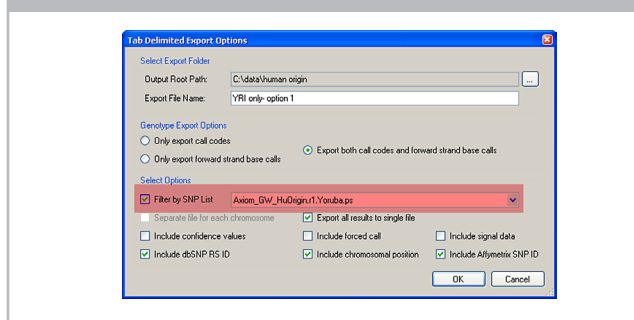 Tab Delimited Export Options
Select Export Folder
Output Root Path: C:\data\human origin ...
Export File Name: YRI only- option 1
Genotype Export Options
Only export call codes
Export both call codes and forward strand base calls
Only export forward strand base calls
Select Options
Filter by SNP List Axiom_GW_HuOrigin.r1.Yoruba.ps
Separate file for each chromosome Export all results to single file
Include confidence values Include forced call Include signal data
Include dbSNP RS ID Include chromosomal position Include Affymetrix SNP ID
OK Cancel